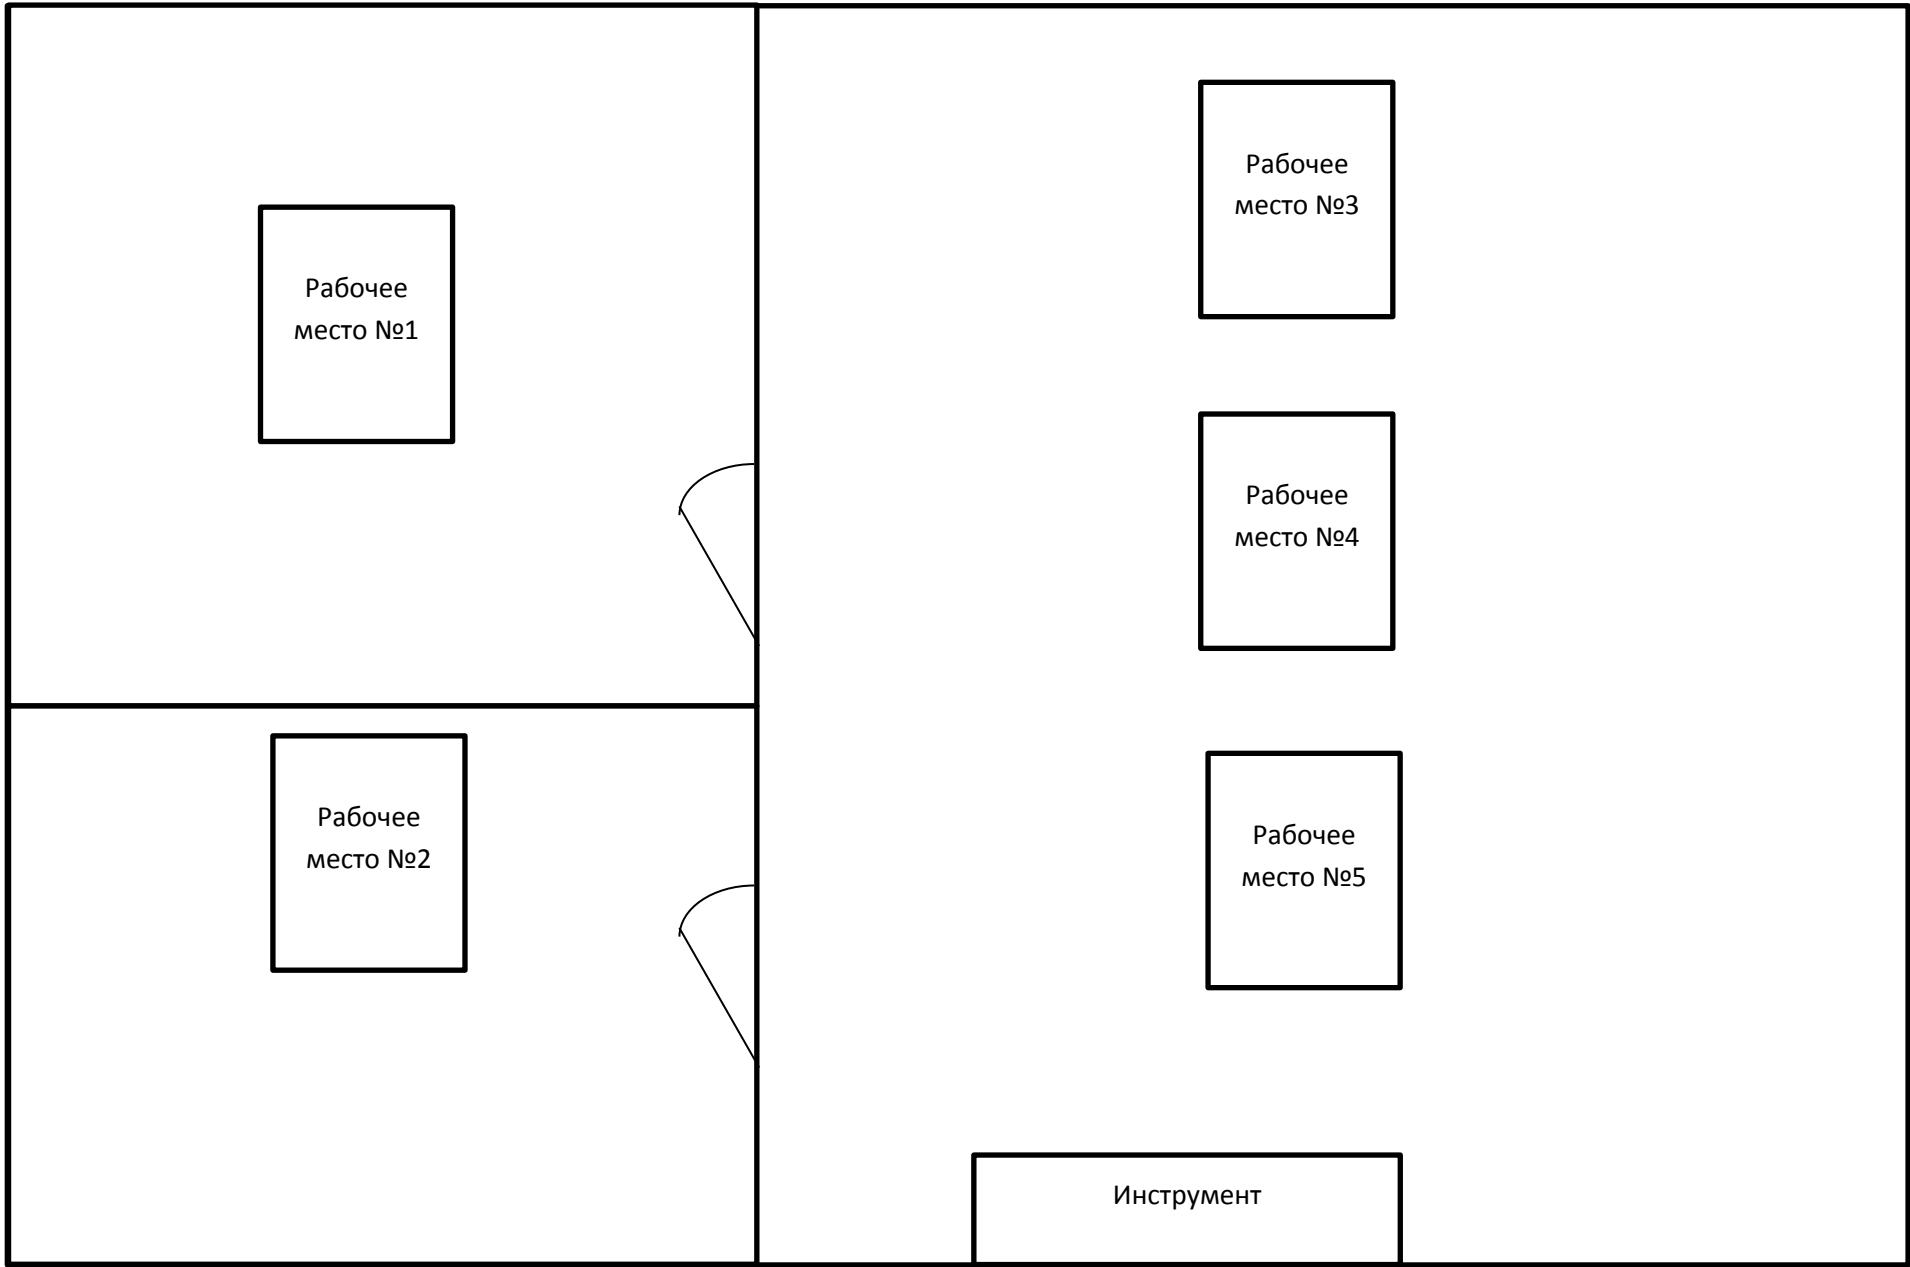 Рабочее
место №1
Рабочее
место №2
Рабочее
место №3
Рабочее
место №4
Рабочее
место №5
Инструмент